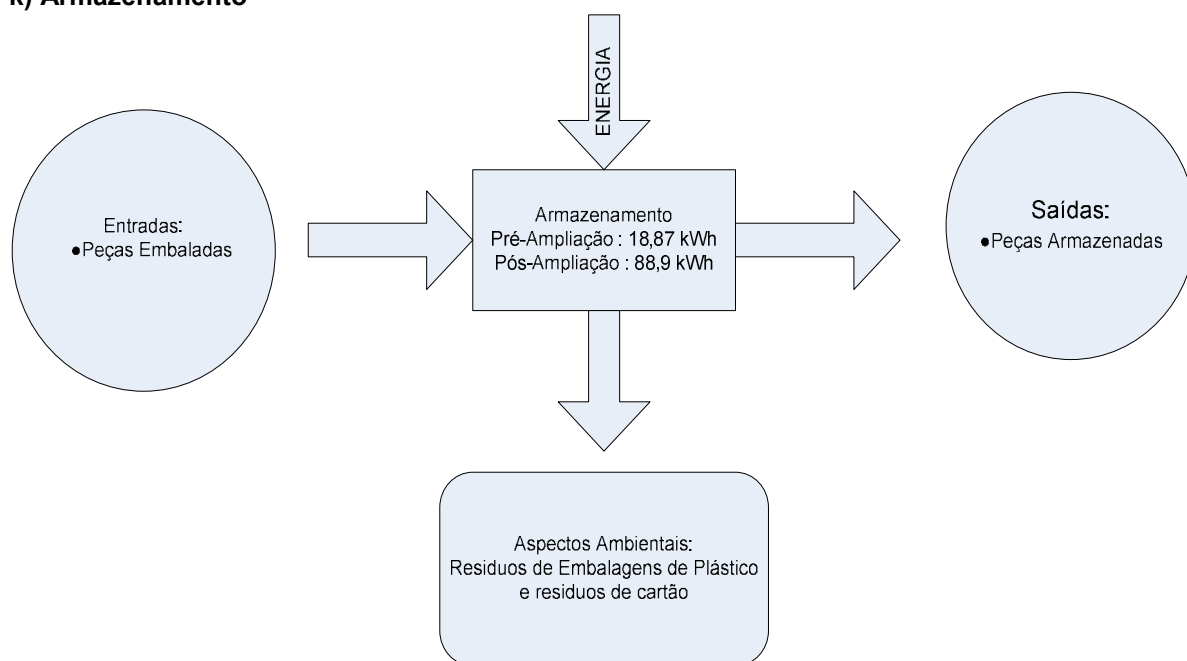 k) Armazenamento
ENERGIA
Entradas:
●Peças Embaladas
Armazenamento
Pré-Ampliação : 18,87 kWh
Pós-Ampliação : 88,9 kWh
Saídas:
●Peças Armazenadas
Aspectos Ambientais:
Residuos de Embalagens de Plástico
e residuos de cartão